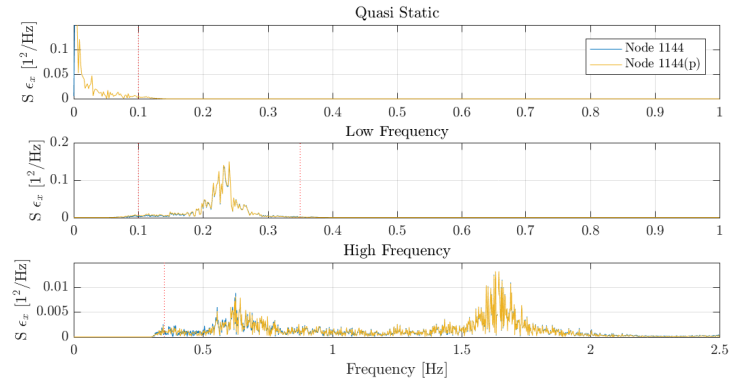 Quasi Static
S ϵx [1²/Hz]
0.1
0.05
0
Node 1144
Node 1144(p)
0 0.1 0.2 0.3 0.4 0.5 0.6 0.7 0.8 0.9 1
Low Frequency
S ϵx [1²/Hz]
0.2
0.1
0
0 0.1 0.2 0.3 0.4 0.5 0.6 0.7 0.8 0.9 1
High Frequency
S ϵx [1²/Hz]
0.01
0.005
0
0 0.5 1 1.5 2 2.5
Frequency [Hz]